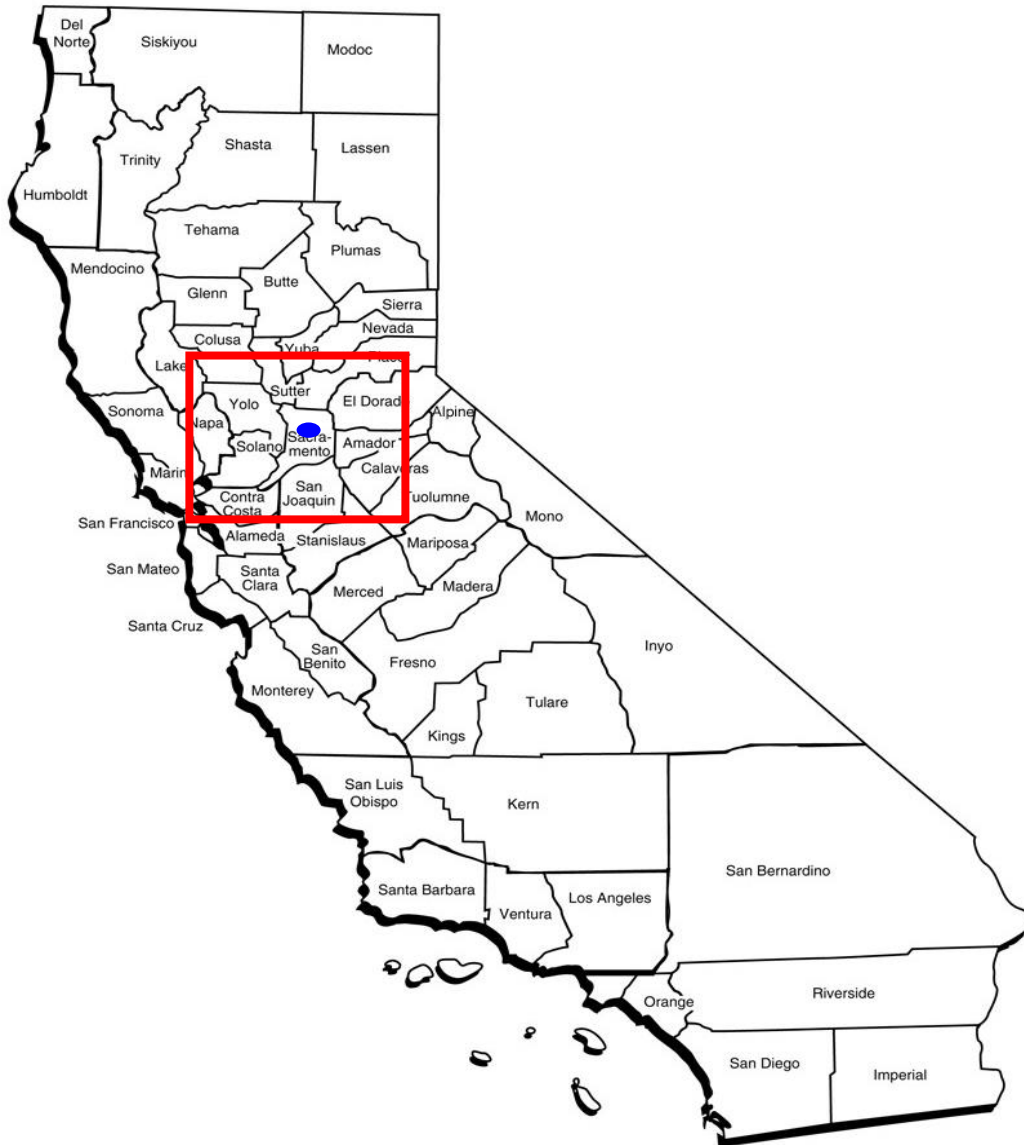 Del
Norte
Siskiyou
Modoc
Trinity
Shasta
Lassen
Humboldt
Tehama
Plumas
Mendocino
Butte
Glenn
Sierra
Nevada
Colusa
Yuba
Lake
Sutter
El Dorad
Yolo
Sonoma
Napa
Alpine
Sacra-
mento
Solano
Amador
Marin
Calaveras
San
Joaquin
Contra
Costa
Tuolumne
San Francisco
Mono
Alameda
Stanislaus
Mariposa
San Mateo
Santa
Clara
Merced
Madera
Santa Cruz
San
Benito
Inyo
Fresno
Monterey
Tulare
Kings
San Luis
Obispo
Kern
San Bernardino
Santa Barbara
Los Angeles
Ventura
Orange
Riverside
San Diego
Imperial